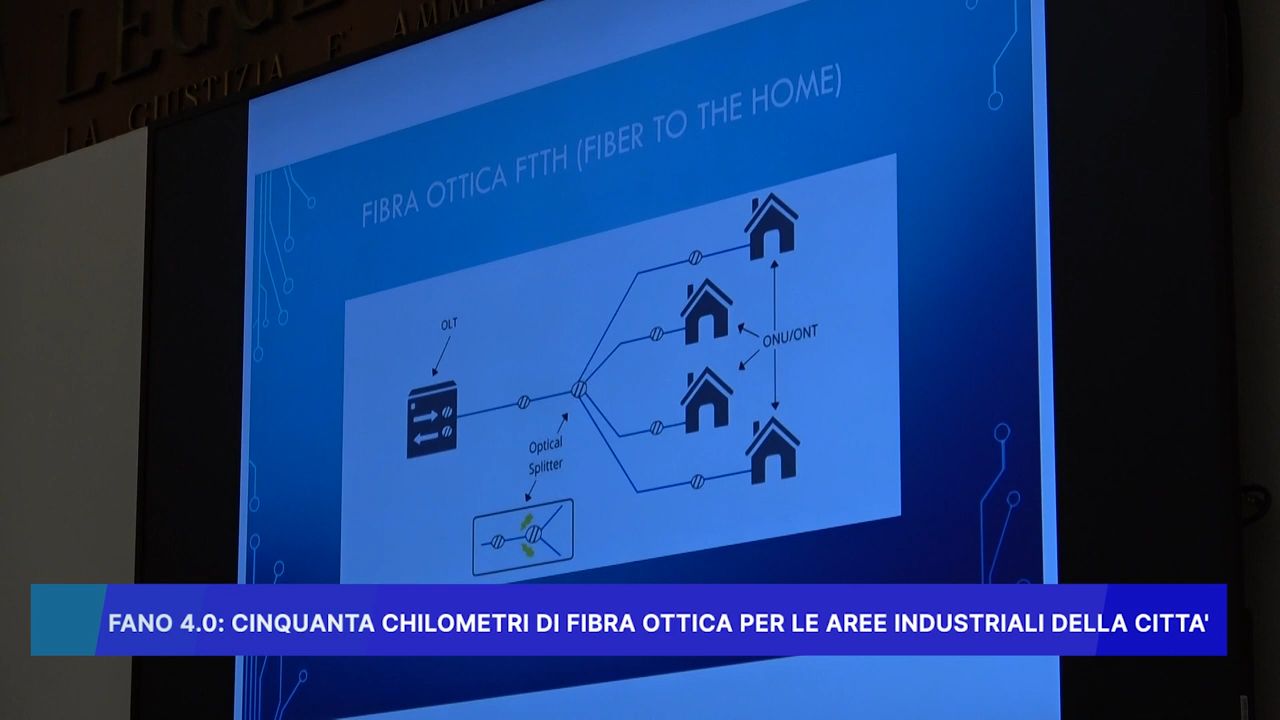 LEGGE
LA GIUSTIZIA E' AMMI
FIBRA OTTICA FTTH (FIBER TO THE HOME)
OLT
ONU/ONT
Optical
Splitter
FANO 4.0: CINQUANTA CHILOMETRI DI FIBRA OTTICA PER LE AREE INDUSTRIALI DELLA CITTA'